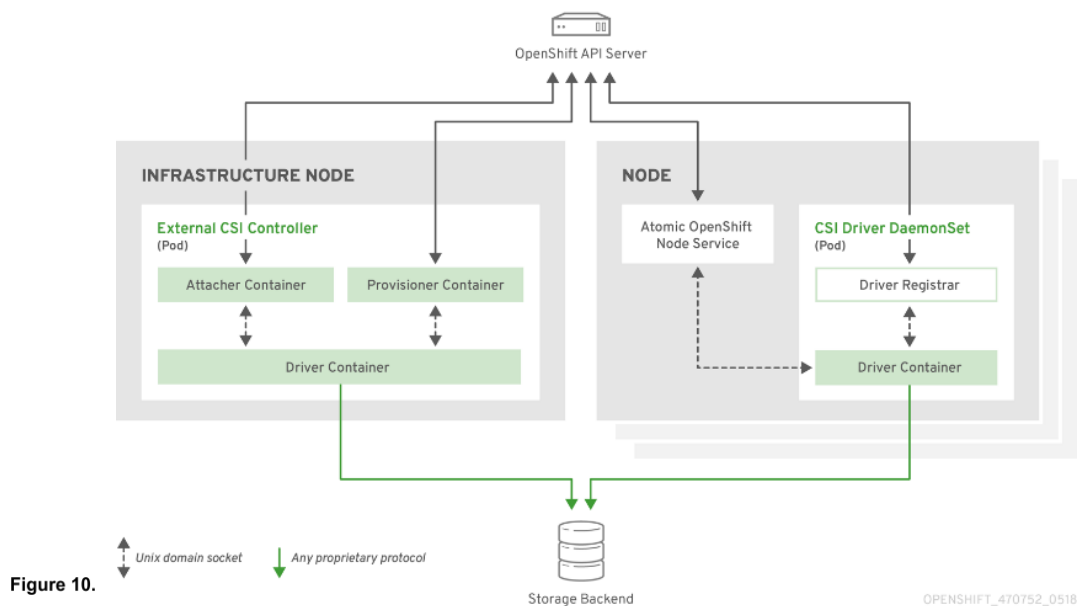 OpenShift API Server
INFRASTRUCTURE NODE
External CSI Controller
(Pod)
Attacher Container
Provisioner Container
Driver Container
NODE
Atomic OpenShift
Node Service
CSI Driver DaemonSet
(Pod)
Driver Registrar
Driver Container
Unix domain socket
Any proprietary protocol
Storage Backend
Figure 10.
OPENSHIFT_470752_0518